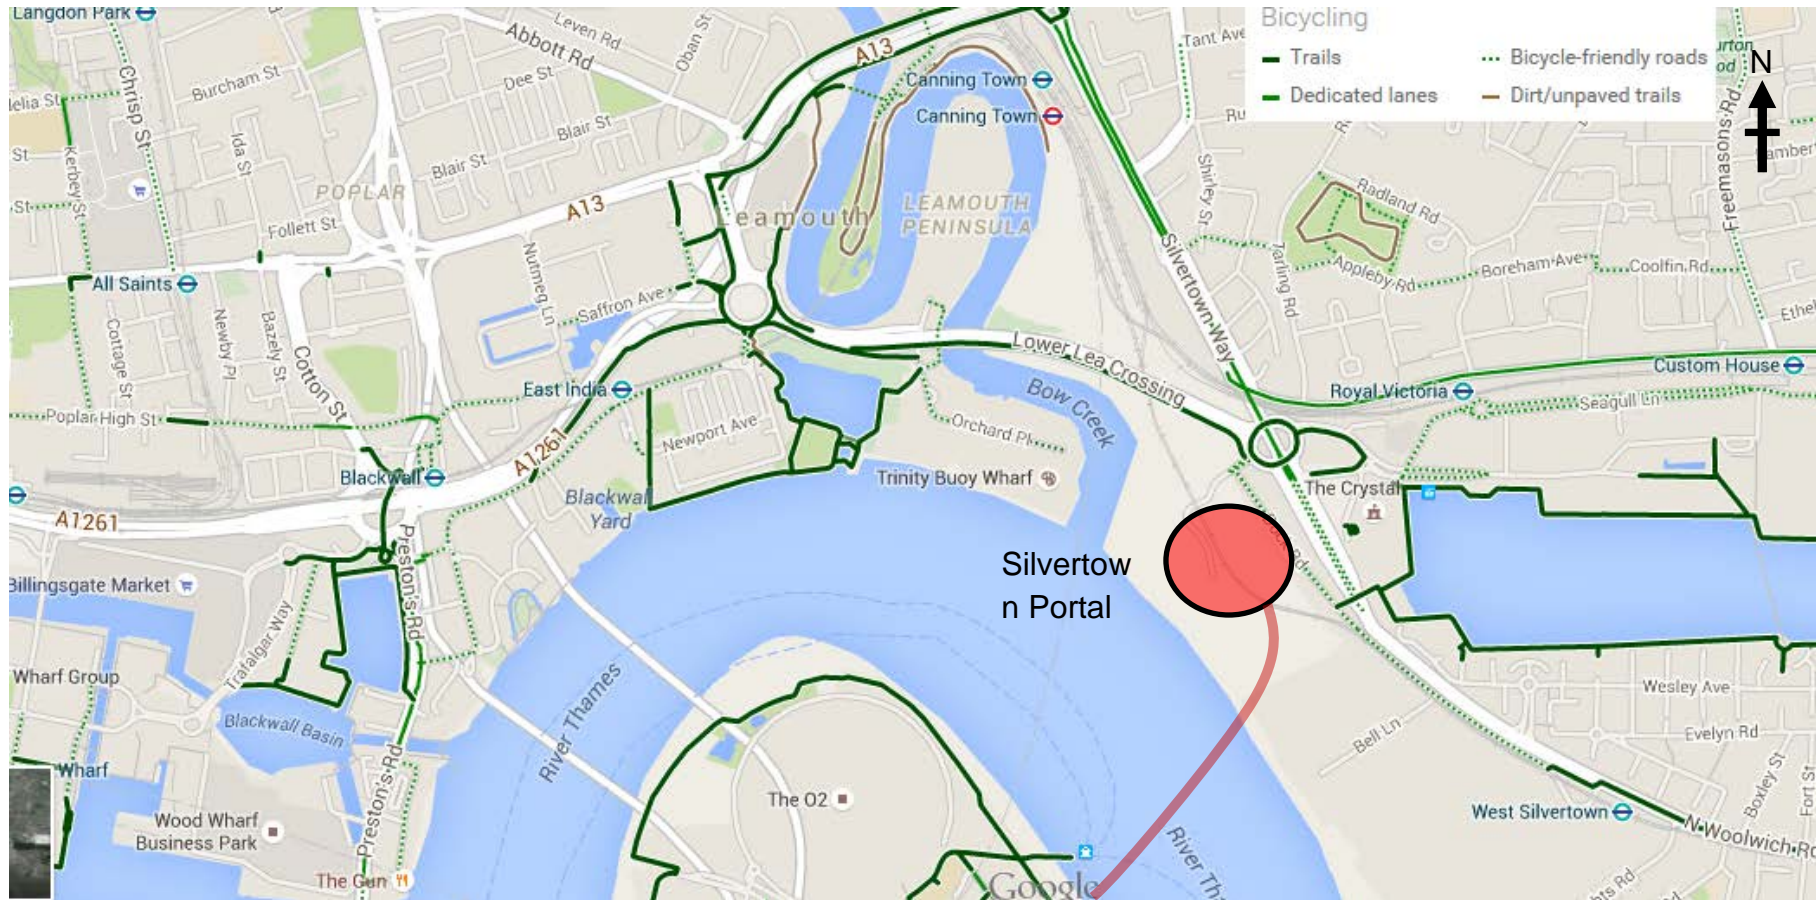 Langdon Park
Leven Rd
Abbott Rd
Oban St
A13
Bicycling
Trails
Bicycle-friendly roads
Dedicated lanes
Dirt/unpaved trails
N
Tant Ave
Chrisp St
Burcham St
Dee St
Canning Town
Canning Town
Blair St
Ida St
Kerbey St
St
Blair St
POPLAR
A13
Leamouth
LEAMOUTH
PENINSULA
Shirley St
Radland Rd
Freemasons Rd
St
Follett St
Nutmeg Ln
Silvertown Way
Tarling Rd
Appleby Rd
Boreham Ave
Coolfin Rd
All Saints
Saffron Ave
Cottage St
Newby Pl
Bazely St
Cotton St
Lower Lea Crossing
Custom House
East India
Bow Creek
Royal Victoria
Seagull Ln
Poplar High St
Newport Ave
Orchard Pl
A1261
Blackwall
Trinity Buoy Wharf
The Crystal
Blackwall
Yard
A1261
Preston's Rd
Silvertow
n Portal
Billingsgate Market
Trafalgar Way
Wharf Group
Wesley Ave
Blackwall Basin
River Thames
Bell Ln
Evelyn Rd
Wharf
Preston's Rd
The O2
Boxley St
Fort St
Wood Wharf
Business Park
West Silvertown
N Woolwich Rd
River Th
The Gun
Google